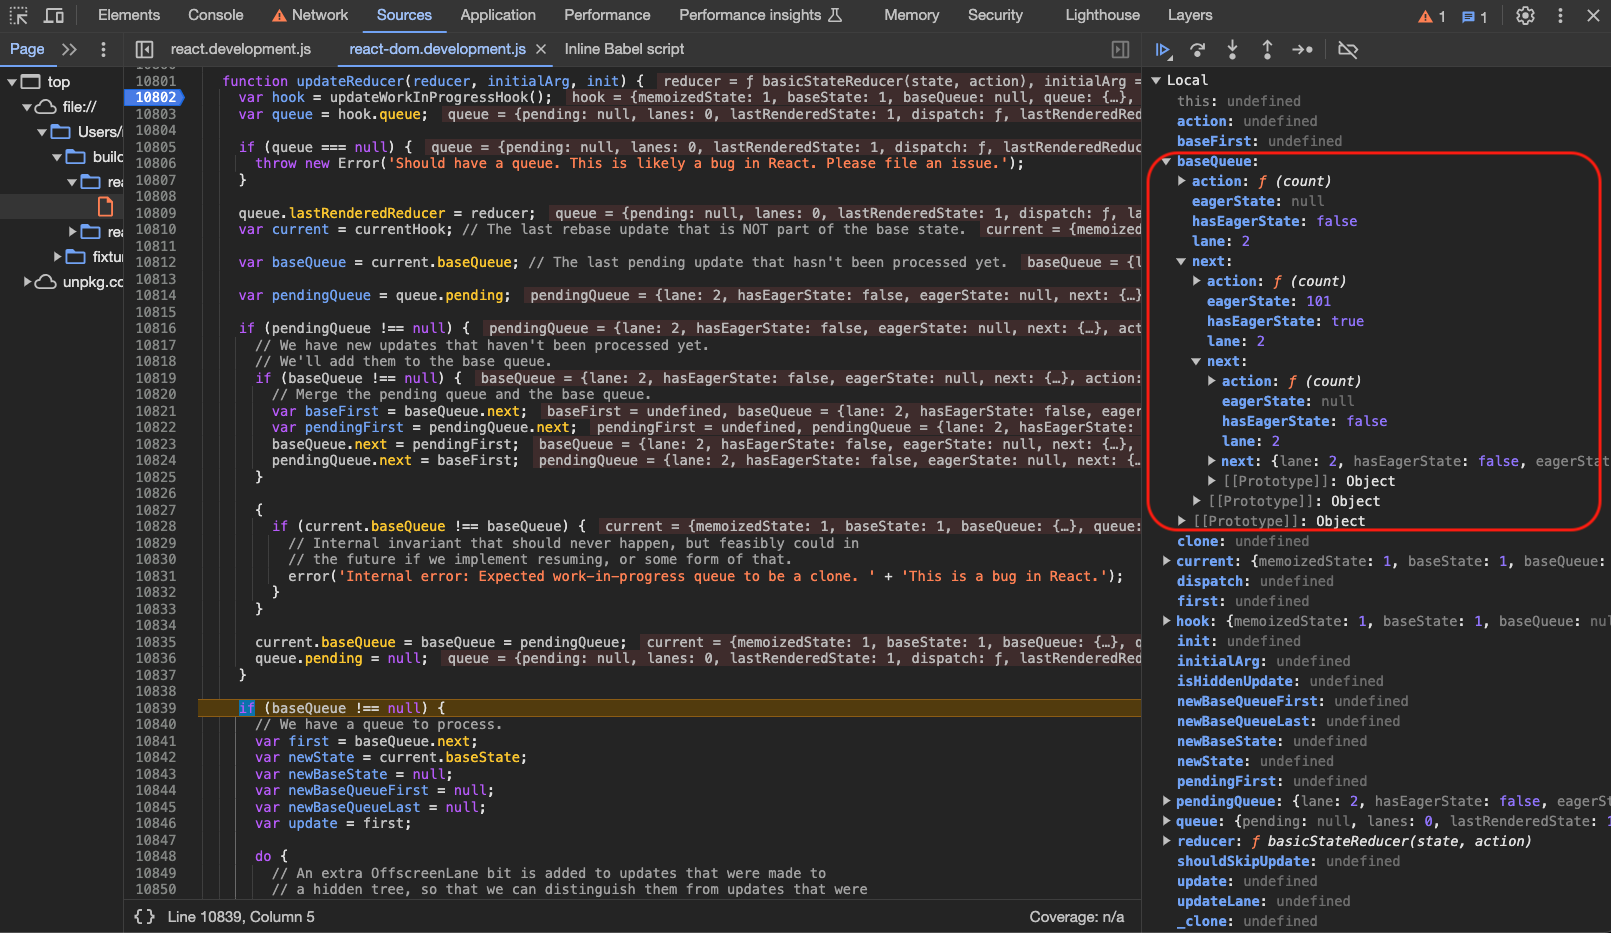 Elements Console Network Sources Application Performance Performance insights Memory Security Lighthouse Layers 1 1
Page react.development.js react-dom.development.js Inline Babel script
top
file://
Users/
build
rea
rea
fixtu
unpkg.co
10801 function updateReducer(reducer, initialArg, init) { reducer = ƒ basicStateReducer(state, action), initialArg =
10802 var hook = updateWorkInProgressHook(); hook = {memoizedState: 1, baseState: 1, baseQueue: null, queue: {…},
10803 var queue = hook.queue; queue = {pending: null, lanes: 0, lastRenderedState: 1, dispatch: ƒ, lastRenderedRed
10804
10805 if (queue === null) { queue = {pending: null, lanes: 0, lastRenderedState: 1, dispatch: ƒ, lastRenderedReduc
10806 throw new Error('Should have a queue. This is likely a bug in React. Please file an issue.');
10807 }
10808
10809 queue.lastRenderedReducer = reducer; queue = {pending: null, lanes: 0, lastRenderedState: 1, dispatch: ƒ, la
10810 var current = currentHook; // The last rebase update that is NOT part of the base state. current = {memoized
10811
10812 var baseQueue = current.baseQueue; // The last pending update that hasn't been processed yet. baseQueue = {l
10813
10814 var pendingQueue = queue.pending; pendingQueue = {lane: 2, hasEagerState: false, eagerState: null, next: {…}
10815
10816 if (pendingQueue !== null) { pendingQueue = {lane: 2, hasEagerState: false, eagerState: null, next: {…}, act
10817 // We have new updates that haven't been processed yet.
10818 // We'll add them to the base queue.
10819 if (baseQueue !== null) { baseQueue = {lane: 2, hasEagerState: false, eagerState: null, next: {…}, action:
10820 // Merge the pending queue and the base queue.
10821 var baseFirst = baseQueue.next; baseFirst = undefined, baseQueue = {lane: 2, hasEagerState: false, eager
10822 var pendingFirst = pendingQueue.next; pendingFirst = undefined, pendingQueue = {lane: 2, hasEagerState:
10823 baseQueue.next = pendingFirst; baseQueue = {lane: 2, hasEagerState: false, eagerState: null, next: {…},
10824 pendingQueue.next = baseFirst; pendingQueue = {lane: 2, hasEagerState: false, eagerState: null, next: {…
10825 }
10826
10827 {
10828 if (current.baseQueue !== baseQueue) { current = {memoizedState: 1, baseState: 1, baseQueue: {…}, queue:
10829 // Internal invariant that should never happen, but feasibly could in
10830 // the future if we implement resuming, or some form of that.
10831 error('Internal error: Expected work-in-progress queue to be a clone. ' + 'This is a bug in React.');
10832 }
10833 }
10834
10835 current.baseQueue = baseQueue = pendingQueue; current = {memoizedState: 1, baseState: 1, baseQueue: {…}, q
10836 queue.pending = null; queue = {pending: null, lanes: 0, lastRenderedState: 1, dispatch: ƒ, lastRenderedRed
10837 }
10838
10839 if (baseQueue !== null) {
10840 // We have a queue to process.
10841 var first = baseQueue.next;
10842 var newState = current.baseState;
10843 var newBaseState = null;
10844 var newBaseQueueFirst = null;
10845 var newBaseQueueLast = null;
10846 var update = first;
10847
10848 do {
10849 // An extra OffscreenLane bit is added to updates that were made to
10850 // a hidden tree, so that we can distinguish them from updates that were
{} Line 10839, Column 5 Coverage: n/a
Local
this: undefined
action: undefined
baseFirst: undefined
baseQueue:
action: ƒ (count)
eagerState: null
hasEagerState: false
lane: 2
next:
action: ƒ (count)
eagerState: 101
hasEagerState: true
lane: 2
next:
action: ƒ (count)
eagerState: null
hasEagerState: false
lane: 2
next: {lane: 2, hasEagerState: false, eagerStat
[[Prototype]]: Object
[[Prototype]]: Object
[[Prototype]]: Object
clone: undefined
current: {memoizedState: 1, baseState: 1, baseQueue:
dispatch: undefined
first: undefined
hook: {memoizedState: 1, baseState: 1, baseQueue: nul
init: undefined
initialArg: undefined
isHiddenUpdate: undefined
newBaseQueueFirst: undefined
newBaseQueueLast: undefined
newBaseState: undefined
newState: undefined
pendingFirst: undefined
pendingQueue: {lane: 2, hasEagerState: false, eagerS
queue: {pending: null, lanes: 0, lastRenderedState: 1
reducer: ƒ basicStateReducer(state, action)
shouldSkipUpdate: undefined
update: undefined
updateLane: undefined
_clone: undefined